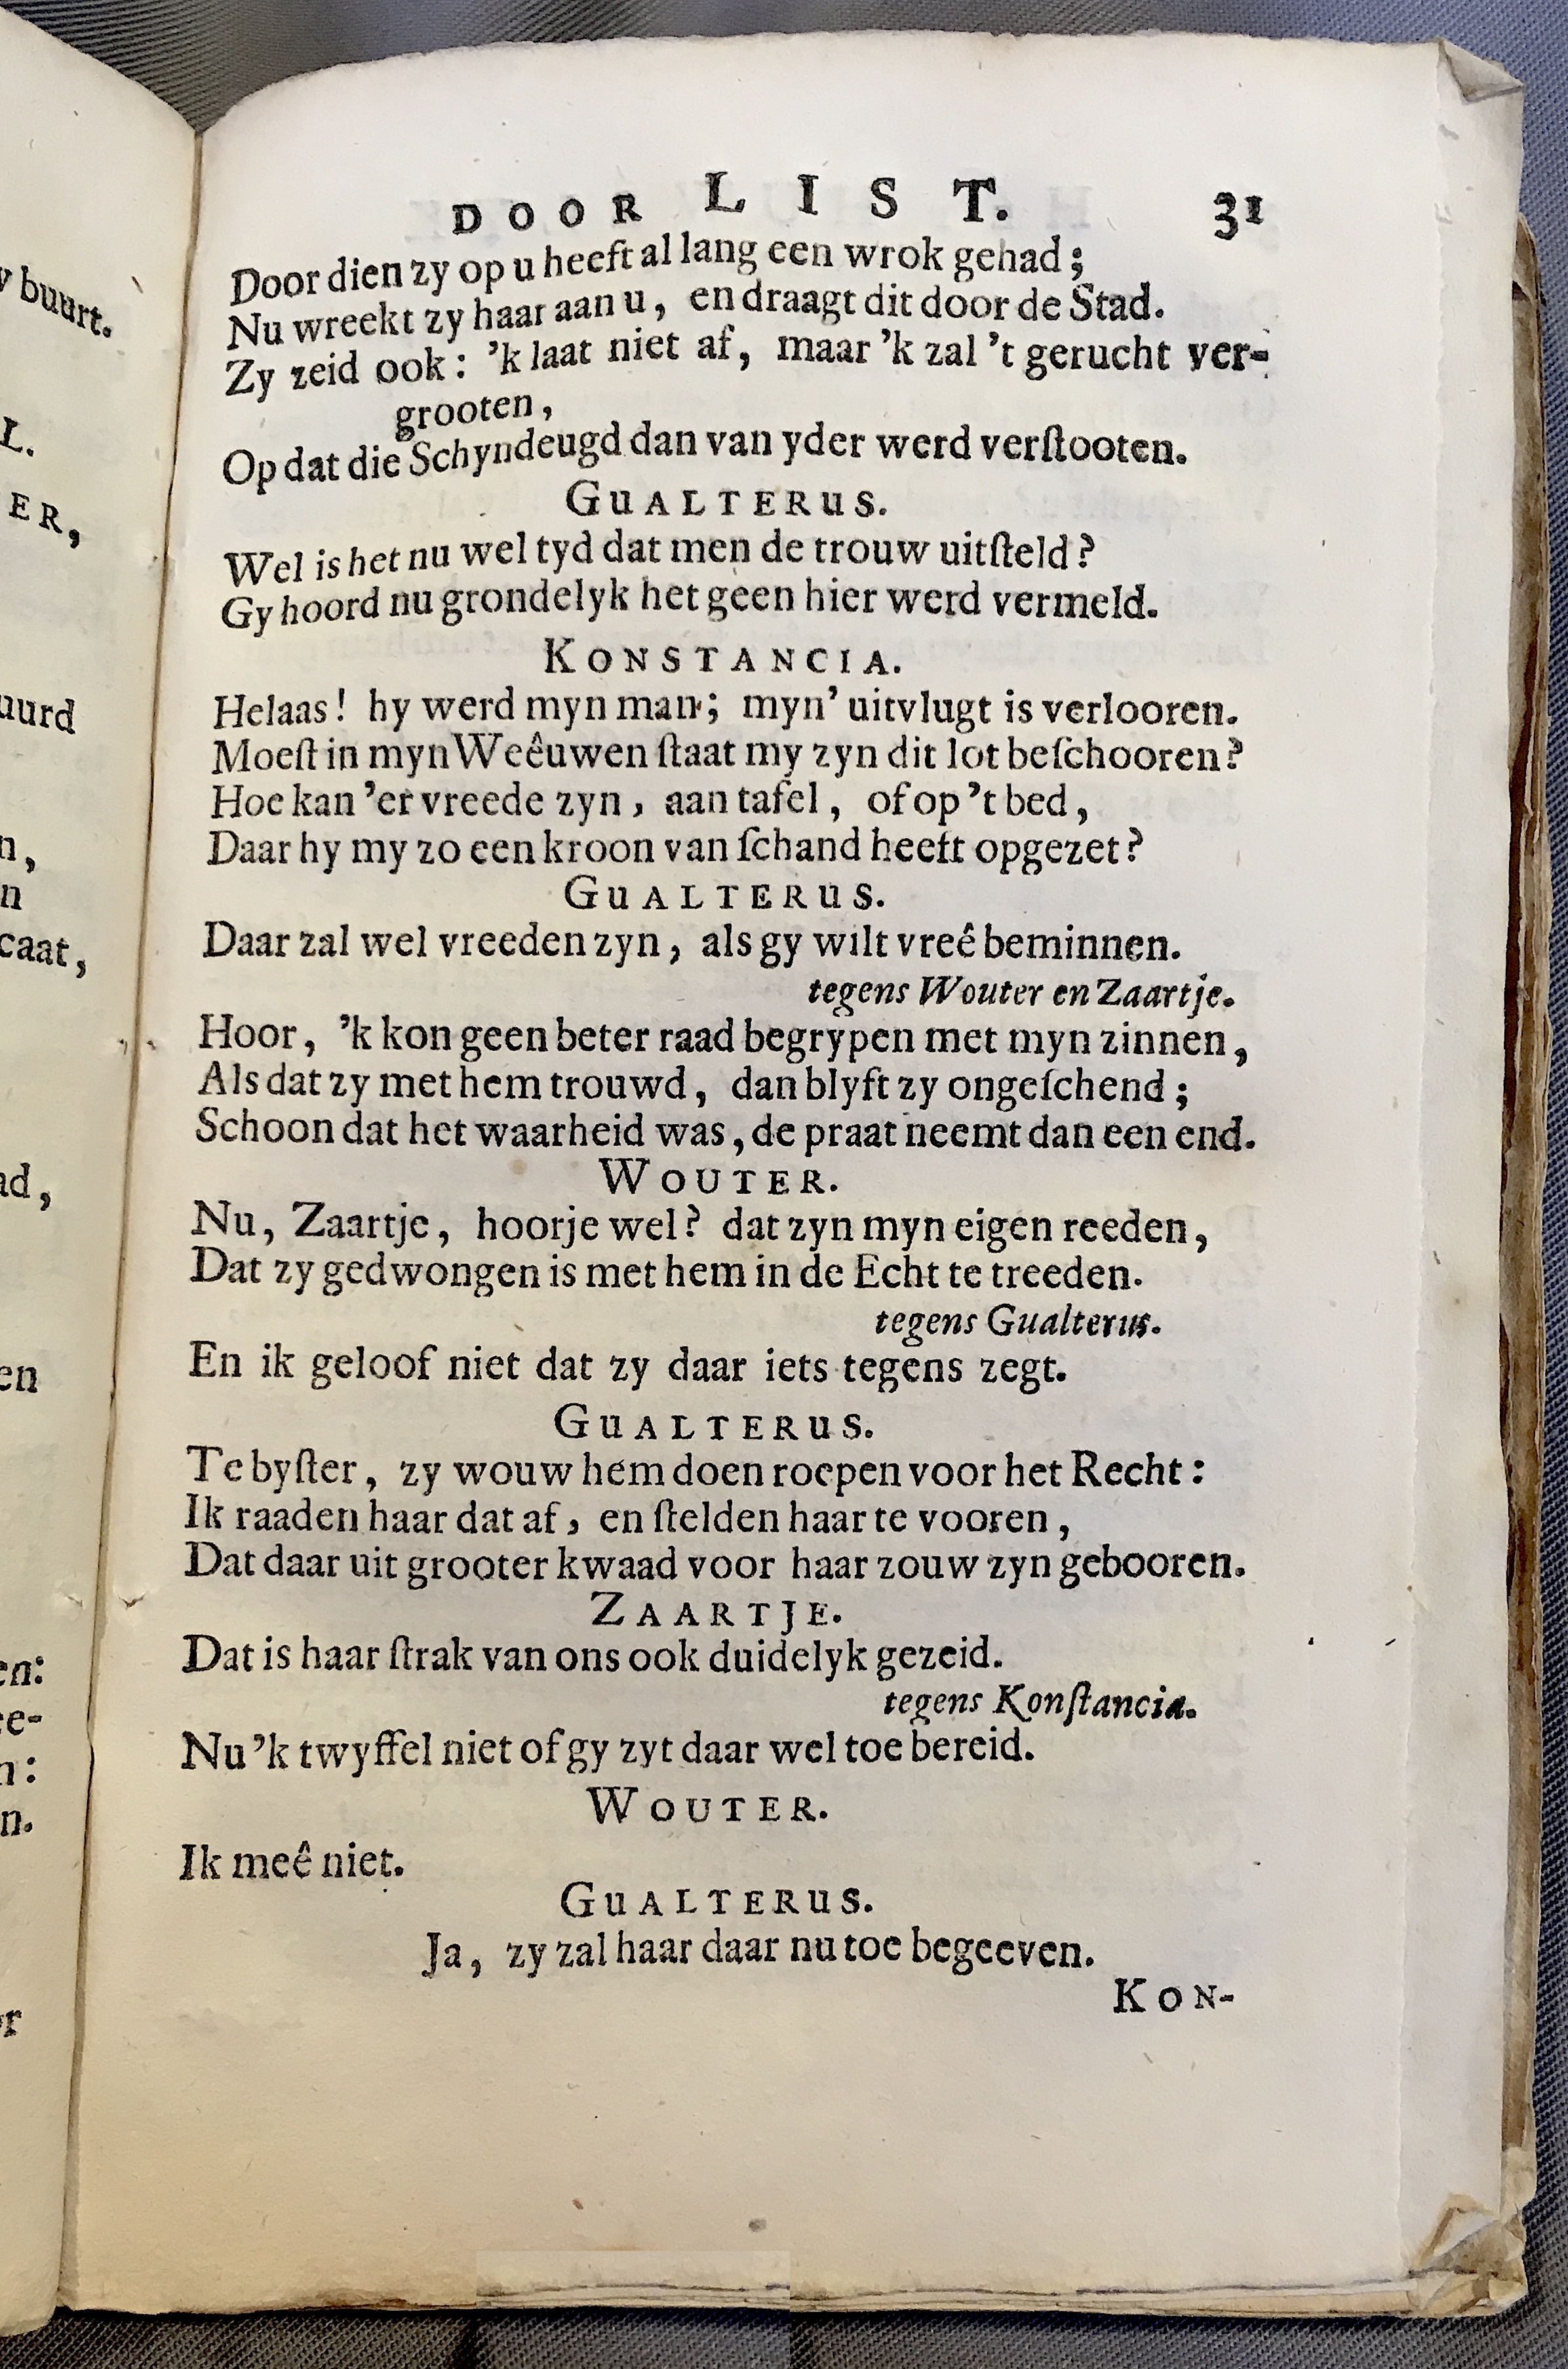 DOOR LIST. 31
Door dien zy op u heeft al lang een wrok gehad;
Nu wreekt zy haar aan u, en draagt dit door de Stad.
Zy zeid ook: ’k laat niet af, maar ’k zal ’t gerucht ver-
grooten,
Op dat die Schyndeugd dan van yder werd verſtooten.
GUALTERUS.
Wel is het nu wel tyd dat men de trouw uitſteld?
Gy hoord nu grondelyk het geen hier werd vermeld.
KONSTANCIA.
Helaas! hy werd myn man; myn’ uitvlugt is verlooren.
Moeſt in myn Weêuwen ſtaat my zyn dit lot beſchooren?
Hoe kan ’er vreede zyn, aan tafel, of op ’t bed,
Daar hy my zo een kroon van ſchand heeft opgezet?
GUALTERUS.
Daar zal wel vreeden zyn, als gy wilt vreê beminnen.
tegens Wouter en Zaartje.
Hoor, ’k kon geen beter raad begrypen met myn zinnen,
Als dat zy met hem trouwd, dan blyft zy ongeſchend;
Schoon dat het waarheid was, de praat neemt dan een end.
WOUTER.
Nu, Zaartje, hoorje wel? dat zyn myn eigen reeden,
Dat zy gedwongen is met hem in de Echt te treeden.
tegens Gualterus.
En ik geloof niet dat zy daar iets tegens zegt.
GUALTERUS.
Te byſter, zy wouw hem doen roepen voor het Recht:
Ik raaden haar dat af, en ſtelden haar te vooren,
Dat daar uit grooter kwaad voor haar zouw zyn gebooren.
ZAARTJE.
Dat is haar ſtrak van ons ook duidelyk gezeid.
tegens Konſtancia.
Nu ’k twyffel niet of gy zyt daar wel toe bereid.
WOUTER.
Ik meê niet.
GUALTERUS.
Ja, zy zal haar daar nu toe begeeven.
KON-